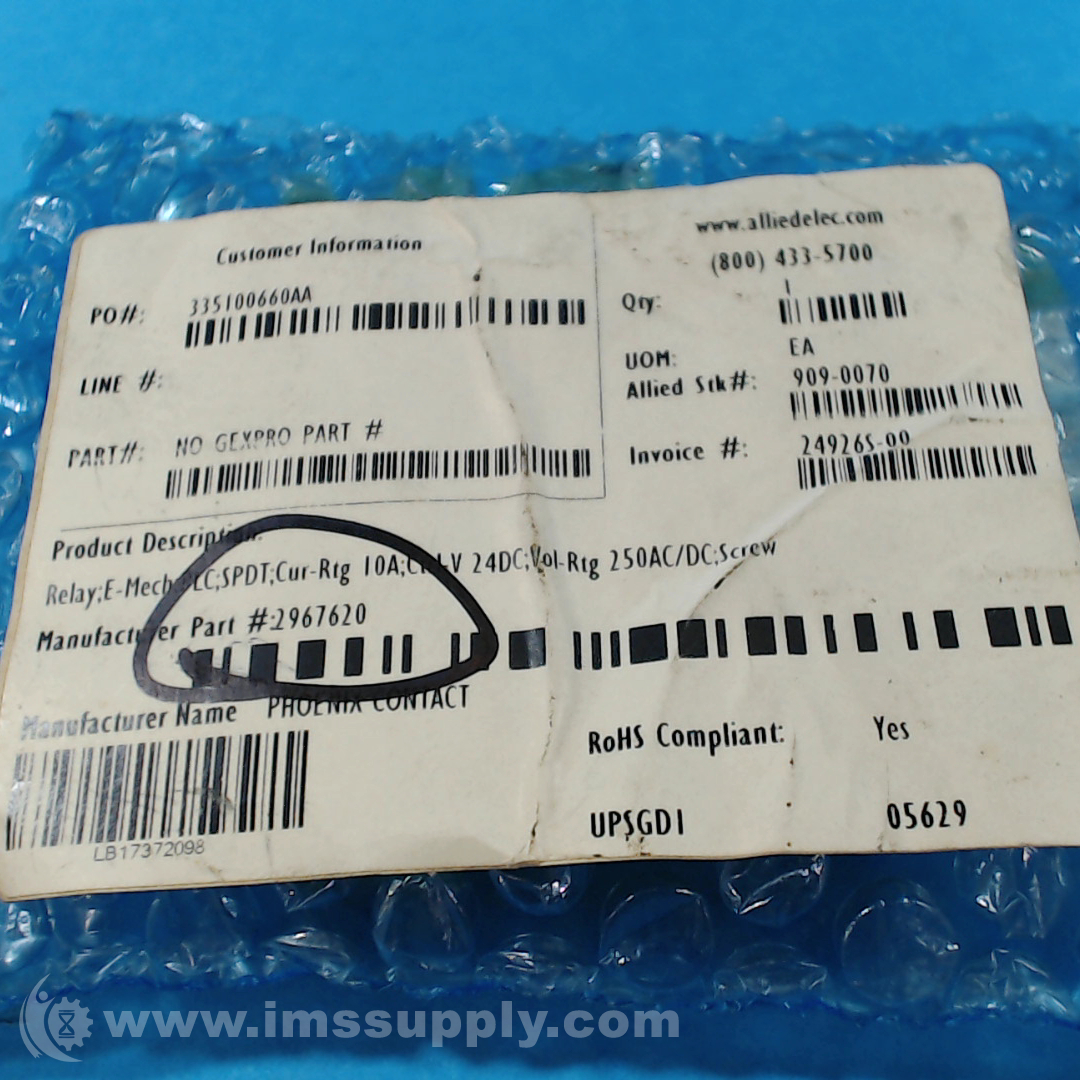 Customer Information
PO#: 335100660AA
LINE #:
PART#: NO GEXPRO PART #
www.alliedelec.com
(800) 433-5700
Qty: 1
UOM: EA
Allied Stk#: 909-0070
Invoice #: 249265-00
Product Description:
Relay;E-Mech SPDT;Cur-Rtg 10A; 24DC;Vol-Rtg 250AC/DC;Screw
Manufacturer Part #:2967620
Manufacturer Name PHOENIX CONTACT
LB17372098
RoHS Compliant: Yes
UPSGD1 05629
www.imssupply.com